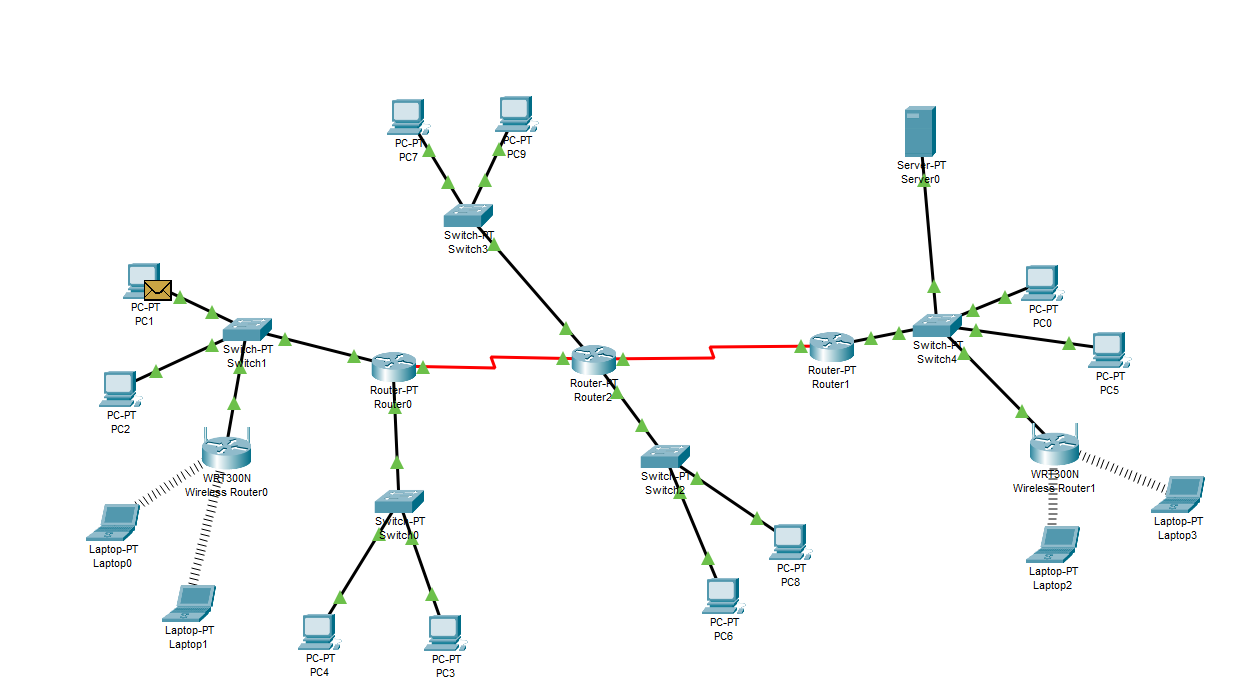 PC-PT
PC7
PC-PT
PC9
Server-PT
Server0
Switch-PT
Switch3
PC-PT
PC1
PC-PT
PC0
Switch-PT
Switch1
Switch-PT
Switch4
Router-PT
Router0
Router-PT
Router2
Router-PT
Router1
PC-PT
PC5
PC-PT
PC2
WRT300N
Wireless Router0
Switch-PT
Switch2
WRT300N
Wireless Router1
Switch-PT
Switch0
Laptop-PT
Laptop0
Laptop-PT
Laptop3
PC-PT
PC8
Laptop-PT
Laptop2
Laptop-PT
Laptop1
PC-PT
PC6
PC-PT
PC4
PC-PT
PC3